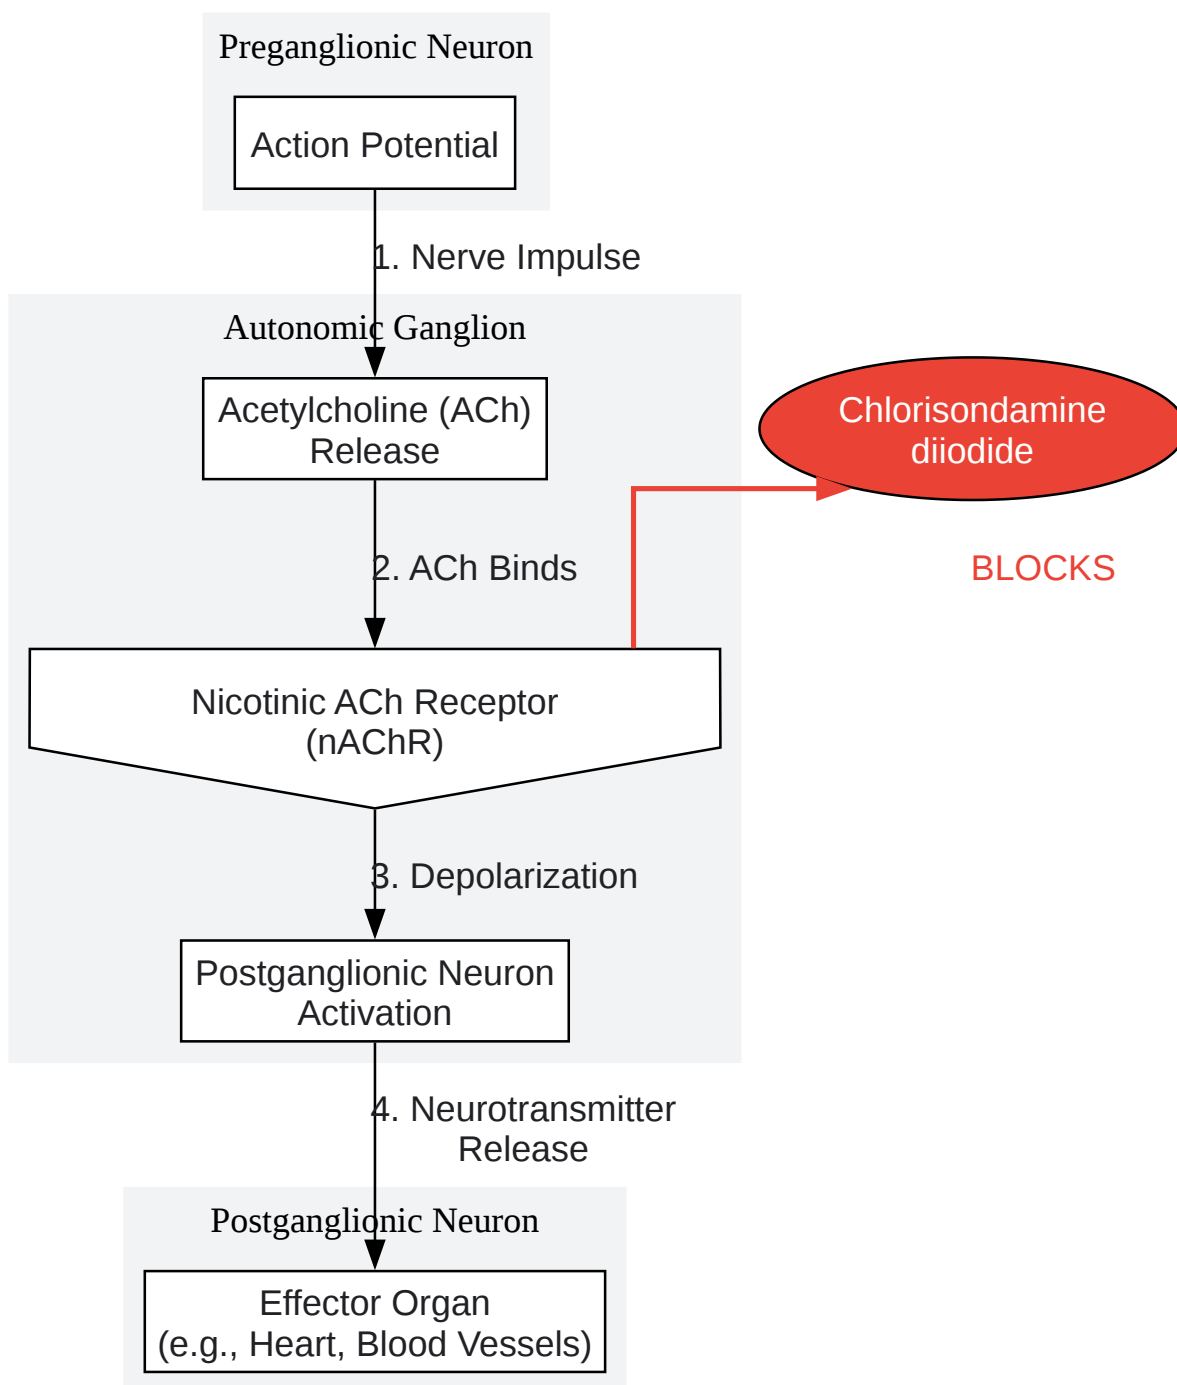 Preganglionic Neuron
Action Potential
1. Nerve Impulse
Autonomic Ganglion
Acetylcholine (ACh)
Release
Chlorisondamine
diiodide
2. ACh Binds
BLOCKS
Nicotinic ACh Receptor
(nAChR)
3. Depolarization
Postganglionic Neuron
Activation
4. Neurotransmitter
Release
Postganglionic Neuron
Effector Organ
(e.g., Heart, Blood Vessels)